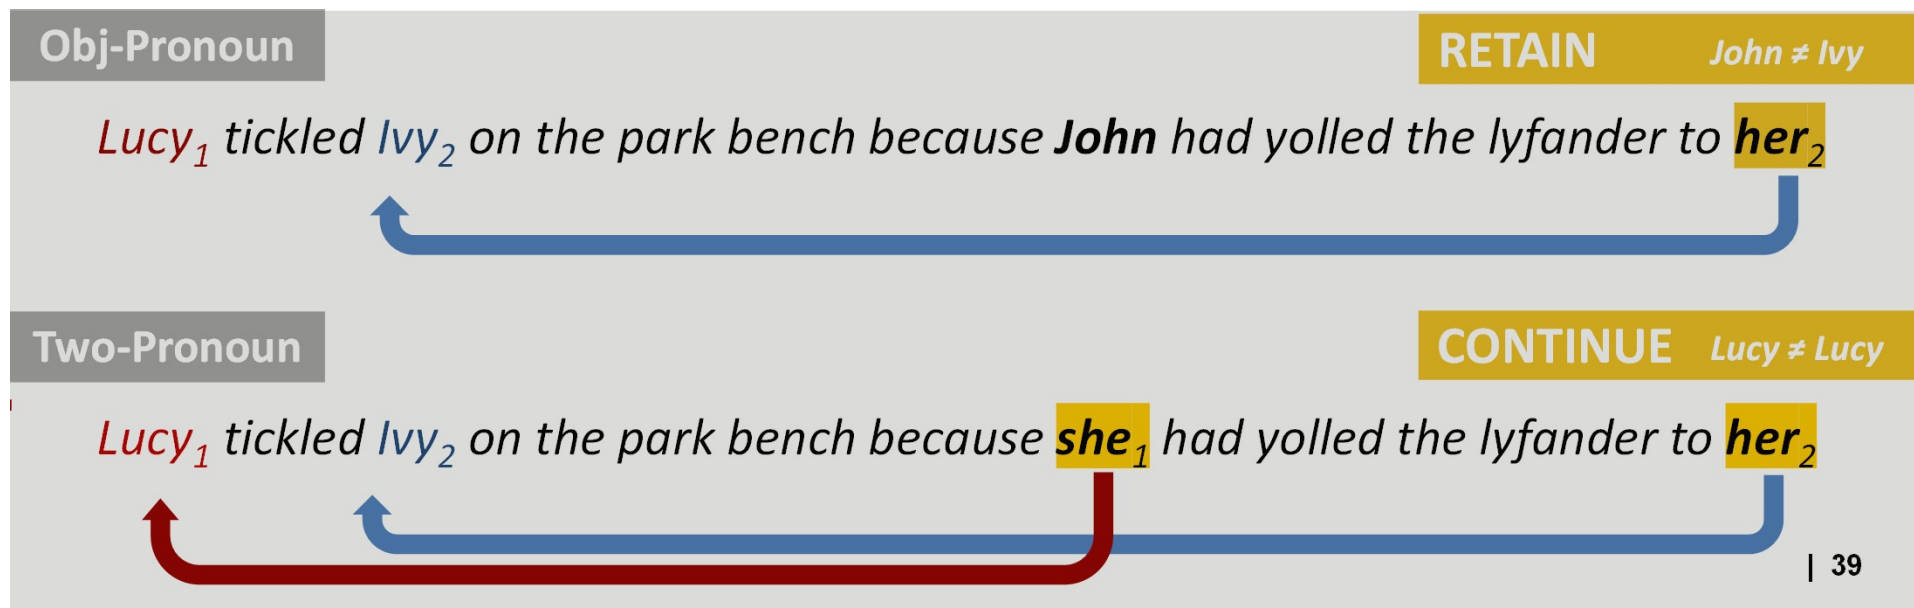 Obj-Pronoun
RETAIN John ≠ Ivy
Lucy1 tickled Ivy2 on the park bench because John had yolled the lyfander to her2
Two-Pronoun
CONTINUE Lucy ≠ Lucy
Lucy1 tickled Ivy2 on the park bench because she1 had yolled the lyfander to her2
| 39